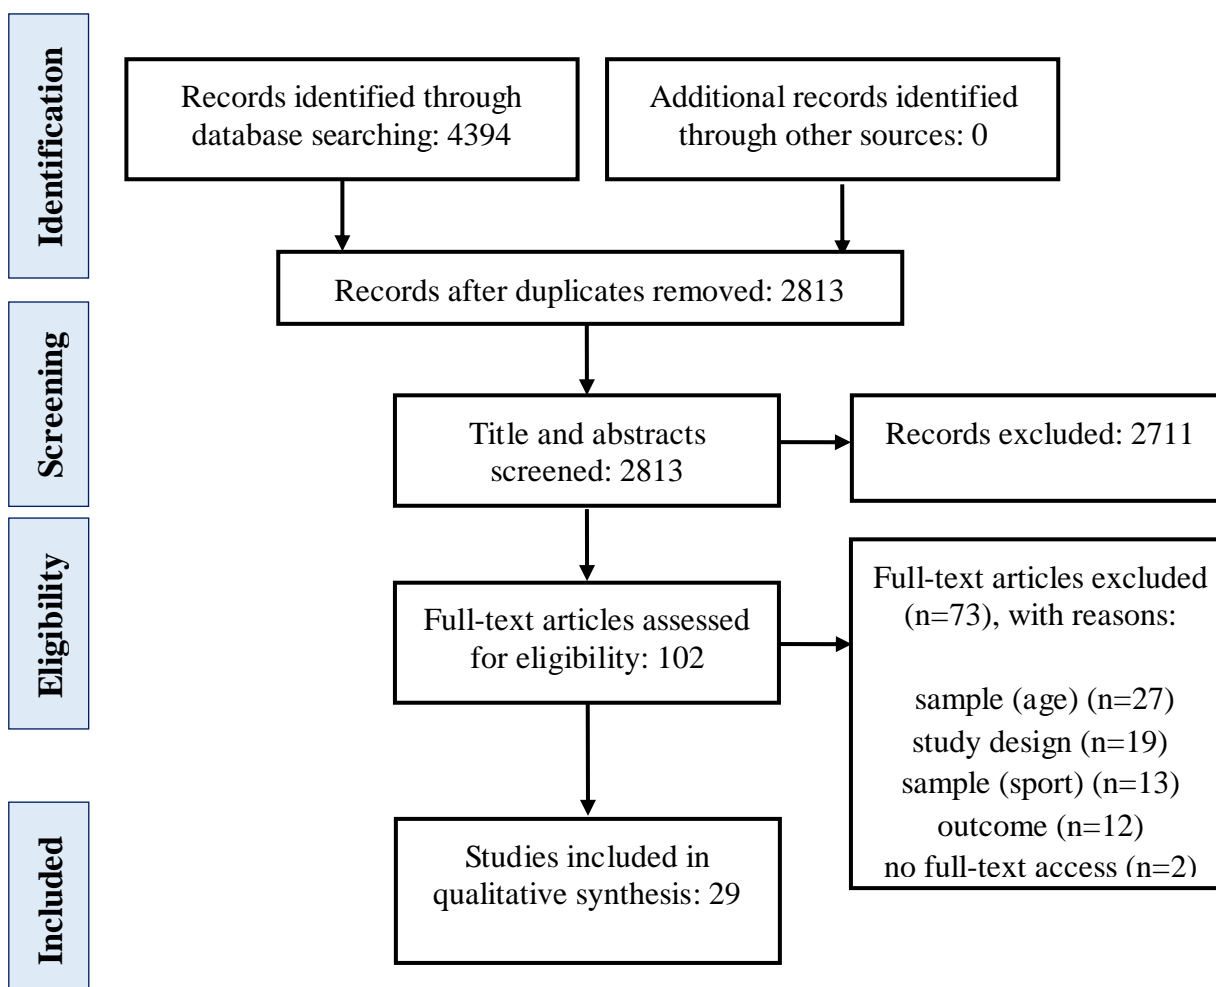 Identification
Records identified through
database searching: 4394
Additional records identified
through other sources: 0
Records after duplicates removed: 2813
Screening
Title and abstracts
screened: 2813
Records excluded: 2711
Eligibility
Full-text articles assessed
for eligibility: 102
Full-text articles excluded
(n=73), with reasons:
sample (age) (n=27)
study design (n=19)
sample (sport) (n=13)
outcome (n=12)
no full-text access (n=2)
Included
Studies included in
qualitative synthesis: 29